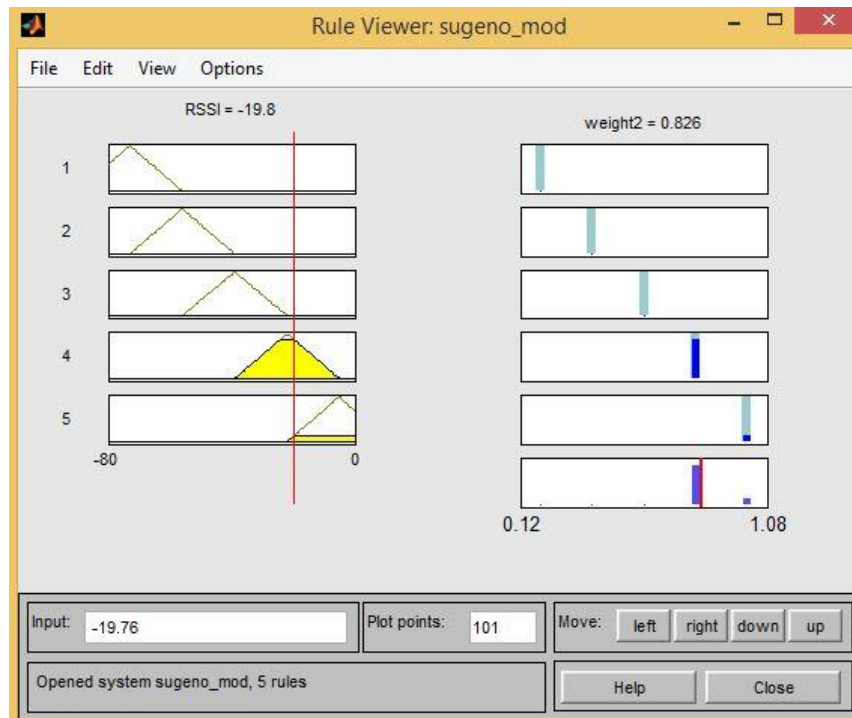 Rule Viewer: sugeno_mod
File Edit View Options
RSSI = -19.8
weight2 = 0.826
1
2
3
4
5
-80 0
0.12 1.08
Input: -19.76 Plot points: 101 Move: left right down up
Opened system sugeno_mod, 5 rules Help Close